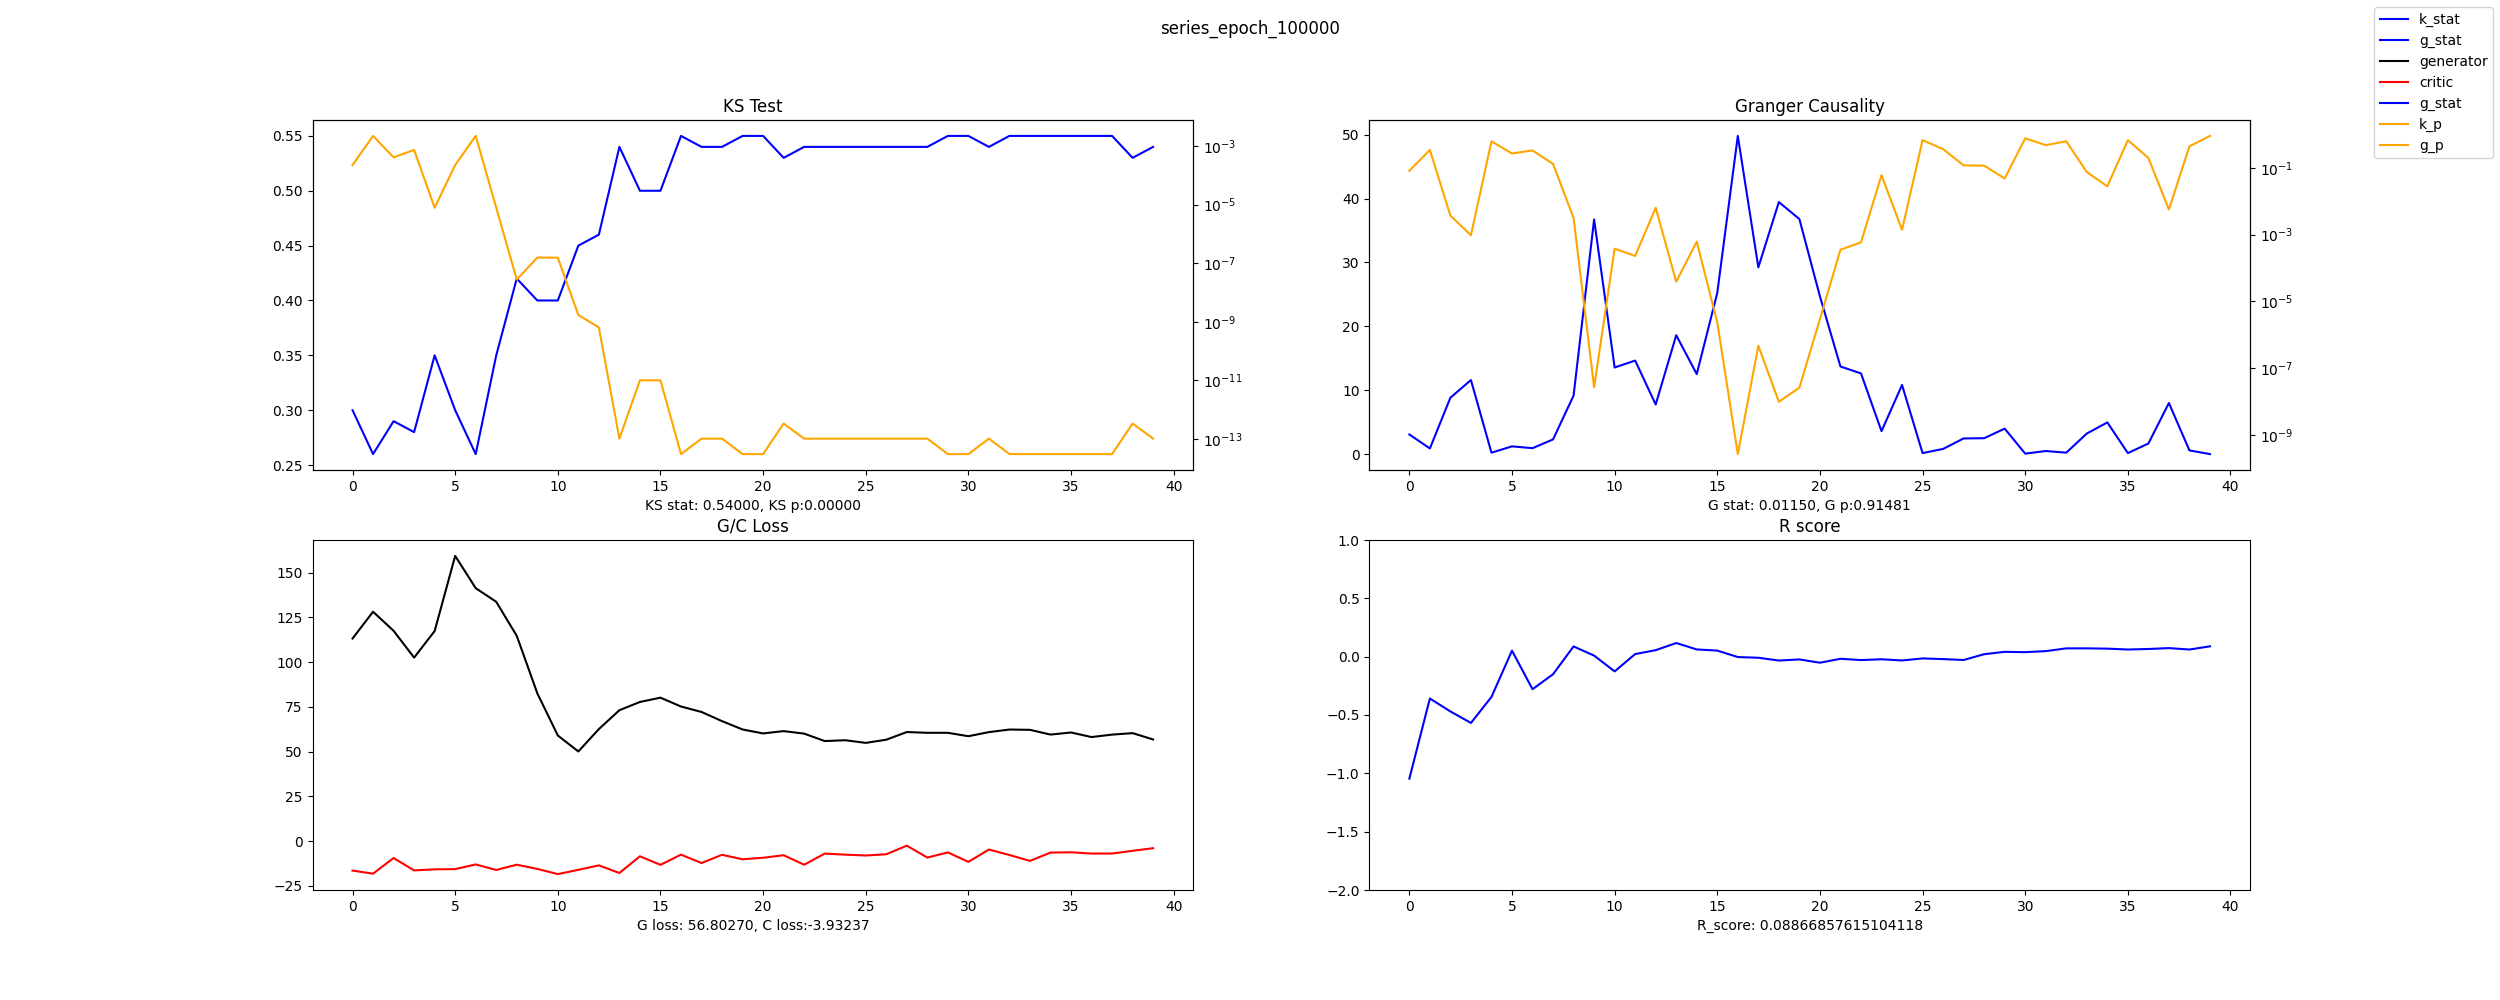 series_epoch_100000
k_stat
g_stat
generator
critic
g_stat
k_p
g_p
KS Test
0.55
0.50
0.45
0.40
0.35
0.30
0.25
10⁻³
10⁻⁵
10⁻⁷
10⁻⁹
10⁻¹¹
10⁻¹³
0 5 10 15 20 25 30 35 40
KS stat: 0.54000, KS p:0.00000
Granger Causality
50
40
30
20
10
0
10⁻¹
10⁻³
10⁻⁵
10⁻⁷
10⁻⁹
0 5 10 15 20 25 30 35 40
G stat: 0.01150, G p:0.91481
G/C Loss
150
125
100
75
50
25
0
−25
0 5 10 15 20 25 30 35 40
G loss: 56.80270, C loss:-3.93237
R score
1.0
0.5
0.0
−0.5
−1.0
−1.5
−2.0
0 5 10 15 20 25 30 35 40
R_score: 0.08866857615104118